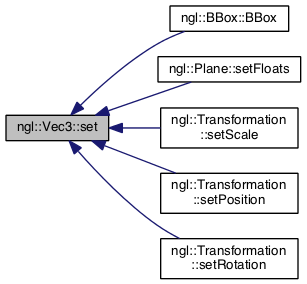 ngl::BBox::BBox
ngl::Plane::setFloats
ngl::Vec3::set
ngl::Transformation
::setScale
ngl::Transformation
::setPosition
ngl::Transformation
::setRotation